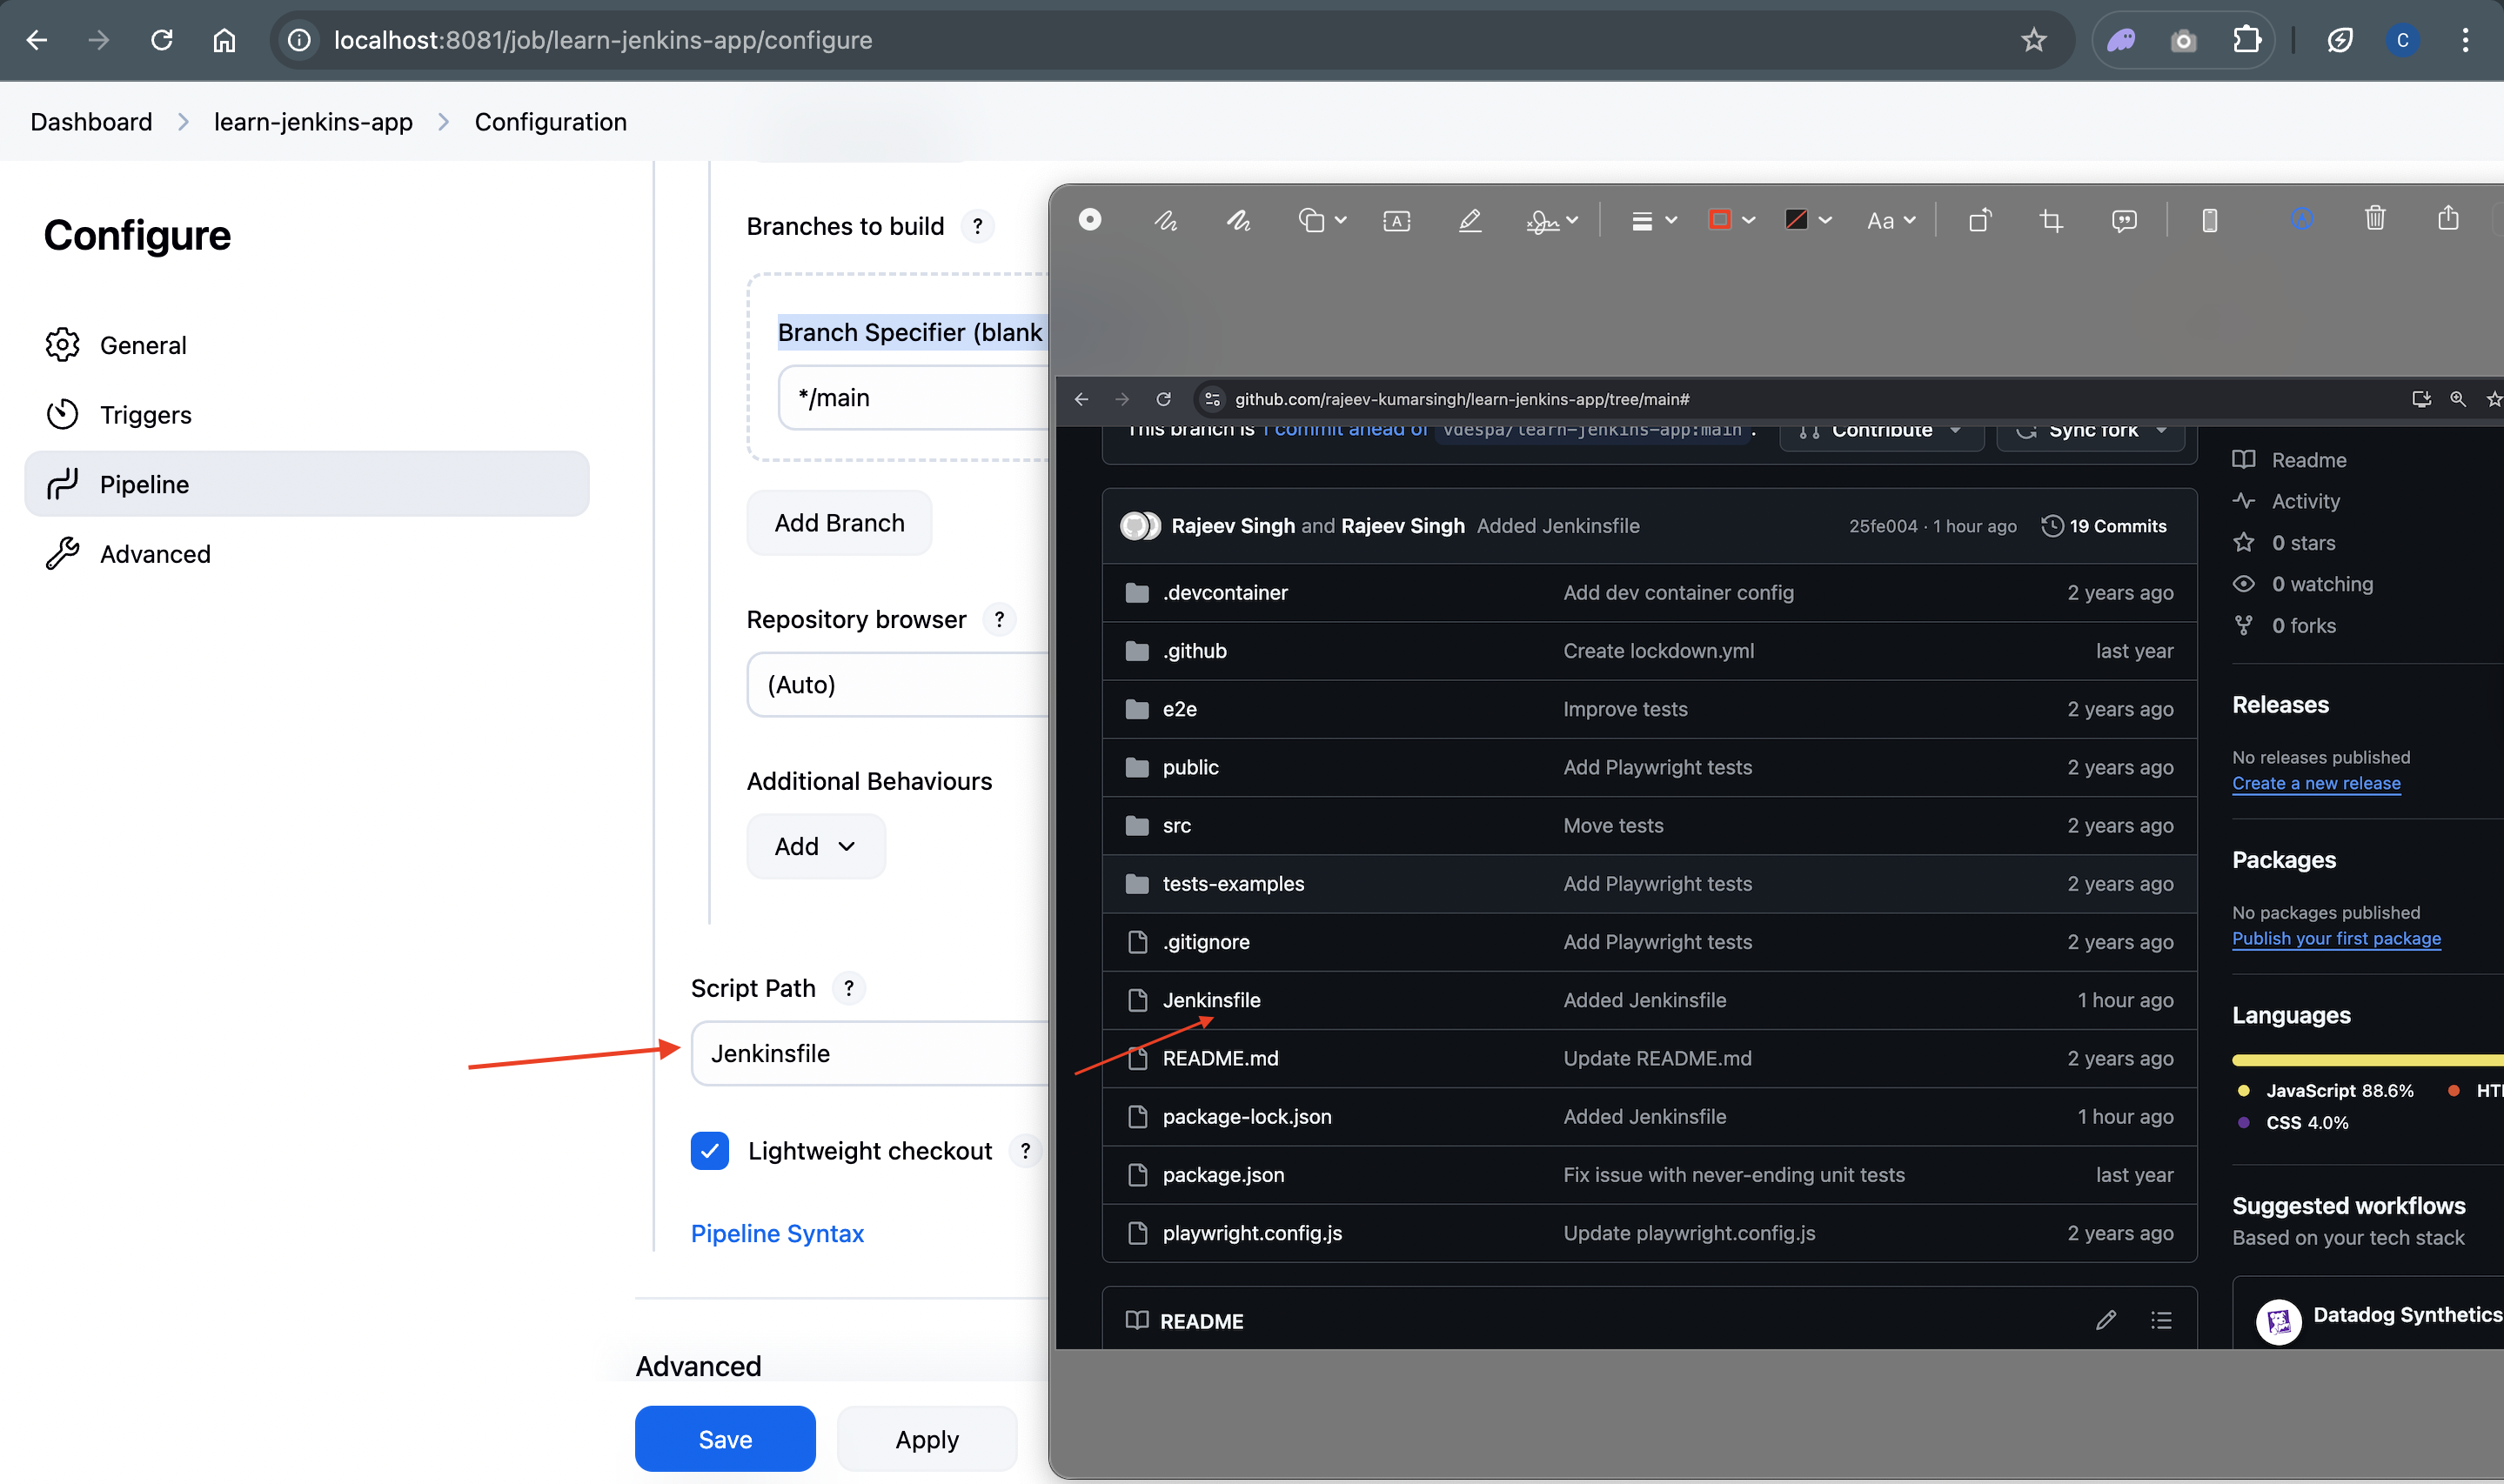 localhost:8081/job/learn-jenkins-app/configure
C
Dashboard
learn-jenkins-app
Configuration
Configure
General
Triggers
Pipeline
Advanced
Branches to build
?
Branch Specifier (blank
*/main
Add Branch
Repository browser
?
(Auto)
Additional Behaviours
Add
Script Path
?
Jenkinsfile
Lightweight checkout
?
Pipeline Syntax
Advanced
Save
Apply
A
Aa
github.com/rajeev-kumarsingh/learn-jenkins-app/tree/main#
This branch is 1 commit ahead of vdespa/learn-jenkins-app:main .
Contribute
Sync fork
Rajeev Singh and Rajeev Singh Added Jenkinsfile
25fe004 · 1 hour ago
19 Commits
.devcontainer Add dev container config 2 years ago
.github Create lockdown.yml last year
e2e Improve tests 2 years ago
public Add Playwright tests 2 years ago
src Move tests 2 years ago
tests-examples Add Playwright tests 2 years ago
.gitignore Add Playwright tests 2 years ago
Jenkinsfile Added Jenkinsfile 1 hour ago
README.md Update README.md 2 years ago
package-lock.json Added Jenkinsfile 1 hour ago
package.json Fix issue with never-ending unit tests last year
playwright.config.js Update playwright.config.js 2 years ago
README
Readme
Activity
0 stars
0 watching
0 forks
Releases
No releases published
Create a new release
Packages
No packages published
Publish your first package
Languages
JavaScript 88.6%
CSS 4.0%
Suggested workflows
Based on your tech stack
Datadog Synthetics